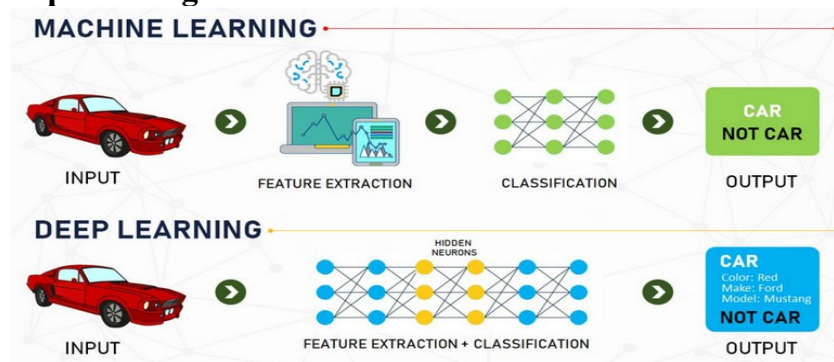 MACHINE LEARNING
INPUT
FEATURE EXTRACTION
CLASSIFICATION
CAR
NOT CAR
OUTPUT
DEEP LEARNING
HIDDEN
NEURONS
INPUT
FEATURE EXTRACTION + CLASSIFICATION
CAR
Color: Red
Make: Ford
Model: Mustang
NOT CAR
OUTPUT